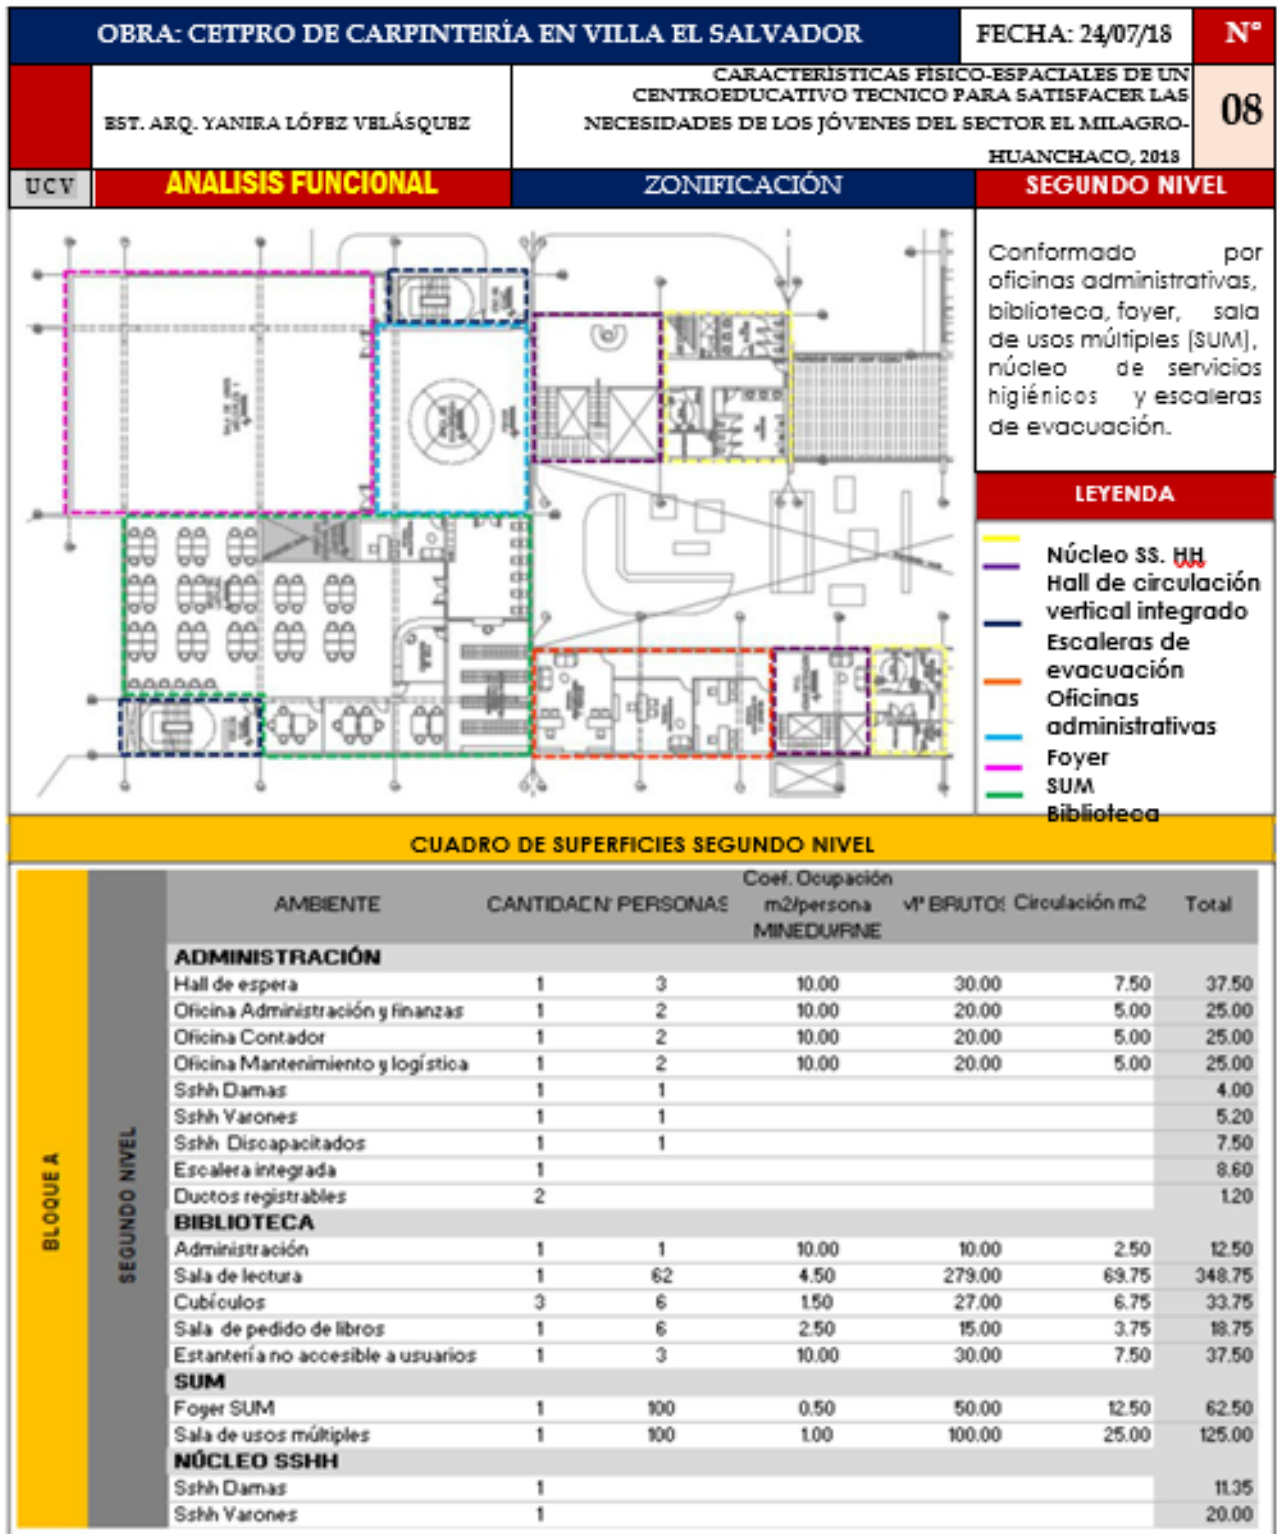 OBRA: CETPRO DE CARPINTERÍA EN VILLA EL SALVADOR
FECHA: 24/07/18
N°
EST. ARQ. YANIRA LÓPEZ VELÁSQUEZ
CARACTERÍSTICAS FÍSICO-ESPACIALES DE UN
CENTROEDUCATIVO TECNICO PARA SATISFACER LAS
NECESIDADES DE LOS JÓVENES DEL SECTOR EL MILAGRO-
HUANCHACO, 2018
08
UCV
ANALISIS FUNCIONAL
ZONIFICACIÓN
SEGUNDO NIVEL
Conformado por
oficinas administrativas,
biblioteca, foyer, sala
de usos múltiples (SUM),
núcleo de servicios
higiénicos y escaleras
de evacuación.
LEYENDA
Núcleo SS. HH
Hall de circulación
vertical integrado
Escaleras de
evacuación
Oficinas
administrativas
Foyer
SUM
Biblioteca
CUADRO DE SUPERFICIES SEGUNDO NIVEL
BLOQUE A
SEGUNDO NIVEL
AMBIENTE CANTIDAD N° PERSONAS Coef. Ocupación m2/persona MINEDU/RNE M² BRUTOS Circulación m2 Total
ADMINISTRACIÓN
Hall de espera 1 3 10.00 30.00 7.50 37.50
Oficina Administración y finanzas 1 2 10.00 20.00 5.00 25.00
Oficina Contador 1 2 10.00 20.00 5.00 25.00
Oficina Mantenimiento y logística 1 2 10.00 20.00 5.00 25.00
Sshh Damas 1 1 4.00
Sshh Varones 1 1 5.20
Sshh Discapacitados 1 1 7.50
Escalera integrada 1 8.60
Ductos registrables 2 1.20
BIBLIOTECA
Administración 1 1 10.00 10.00 2.50 12.50
Sala de lectura 1 62 4.50 279.00 69.75 348.75
Cubículos 3 6 1.50 27.00 6.75 33.75
Sala de pedido de libros 1 6 2.50 15.00 3.75 18.75
Estantería no accesible a usuarios 1 3 10.00 30.00 7.50 37.50
SUM
Foyer SUM 1 100 0.50 50.00 12.50 62.50
Sala de usos múltiples 1 100 1.00 100.00 25.00 125.00
NÚCLEO SSHH
Sshh Damas 1 11.35
Sshh Varones 1 20.00